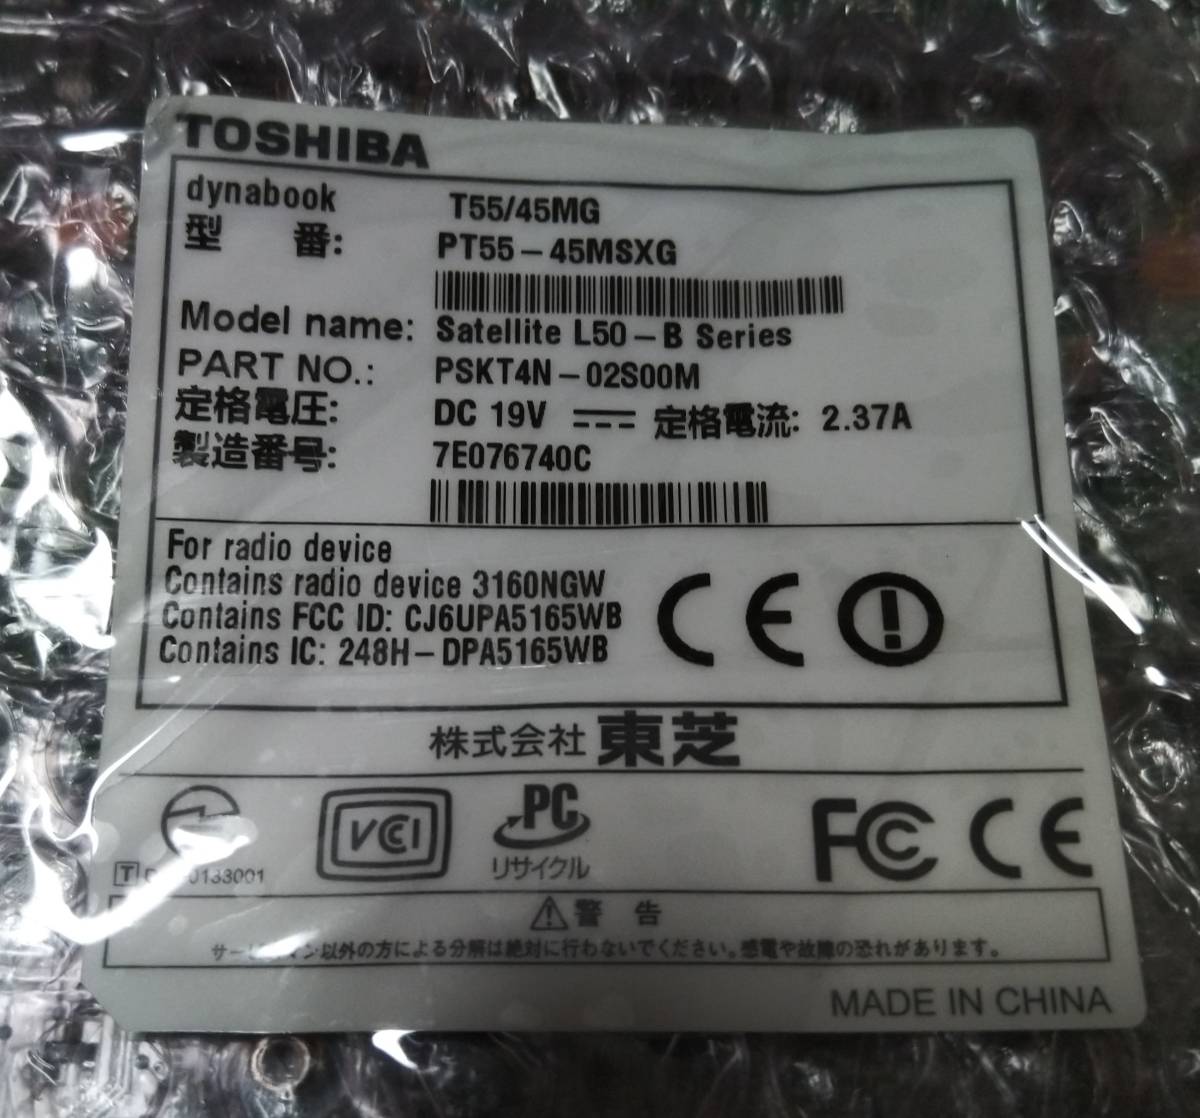 TOSHIBA
dynabook T55/45MG
型 番: PT55-45MSXG
Model name: Satellite L50-B Series
PART NO.: PSKT4N-02S00M
定格電圧: DC 19V 定格電流: 2.37A
製造番号: 7E076740C
For radio device
Contains radio device 3160NGW
Contains FCC ID: CJ6UPA5165WB
Contains IC: 248H-DPA5165WB
CE
株式会社 東芝
VCCI
PC
リサイクル
FC CE
T
警 告
以外の方による分解は絶対に行わないでください。感電や故障の恐れがあります。
MADE IN CHINA